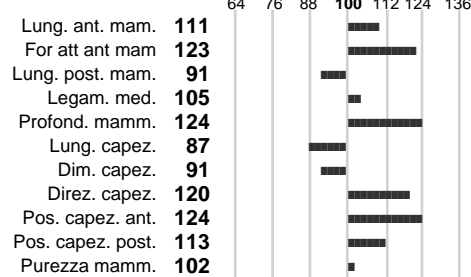 64 76 88 100 112 124 136
Lung. ant. mam. 111
For att ant mam 123
Lung. post. mam. 91
Legam. med. 105
Profond. mamm. 124
Lung. capez. 87
Dim. capez. 91
Direz. capez. 120
Pos. capez. ant. 124
Pos. capez. post. 113
Purezza mamm. 102